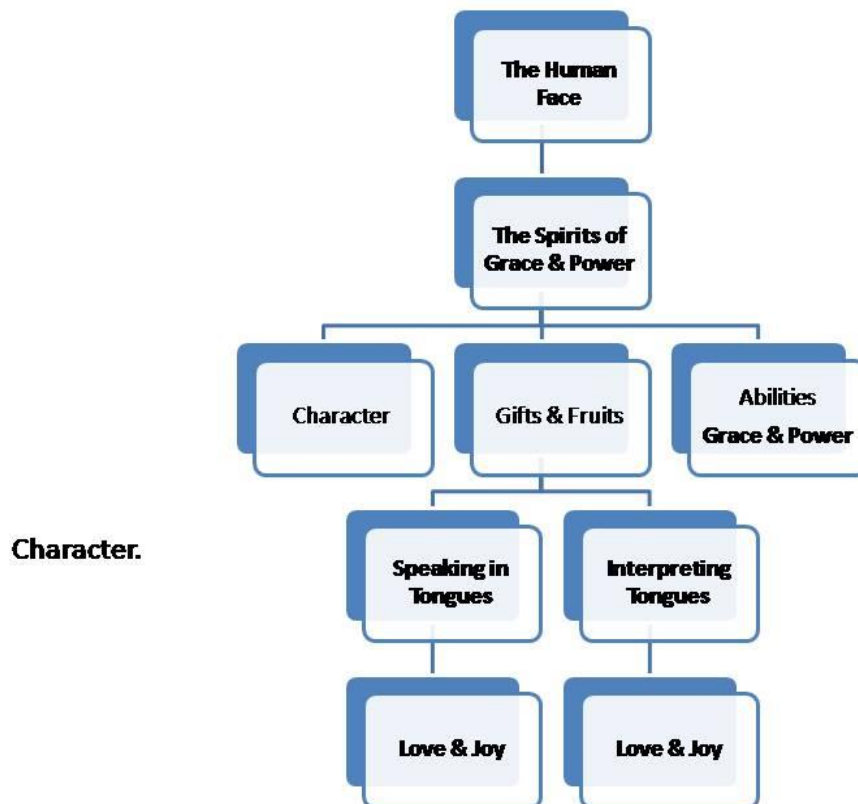 The Human
Face
The Spirits of
Grace & Power
Character
Gifts & Fruits
Abilities
Grace & Power
Character.
Speaking in
Tongues
Interpreting
Tongues
Love & Joy
Love & Joy